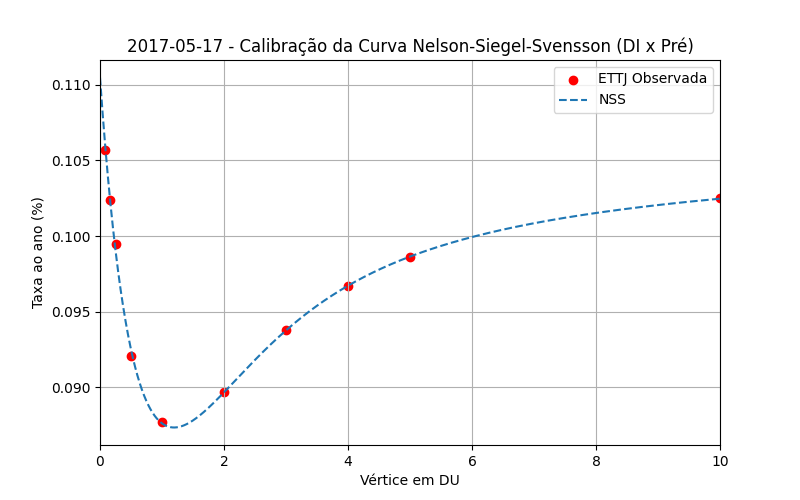 2017-05-17 - Calibração da Curva Nelson-Siegel-Svensson (DI x Pré)
ETTJ Observada
NSS
Taxa ao ano (%)
0.110
0.105
0.100
0.095
0.090
0
2
4
6
8
10
Vértice em DU